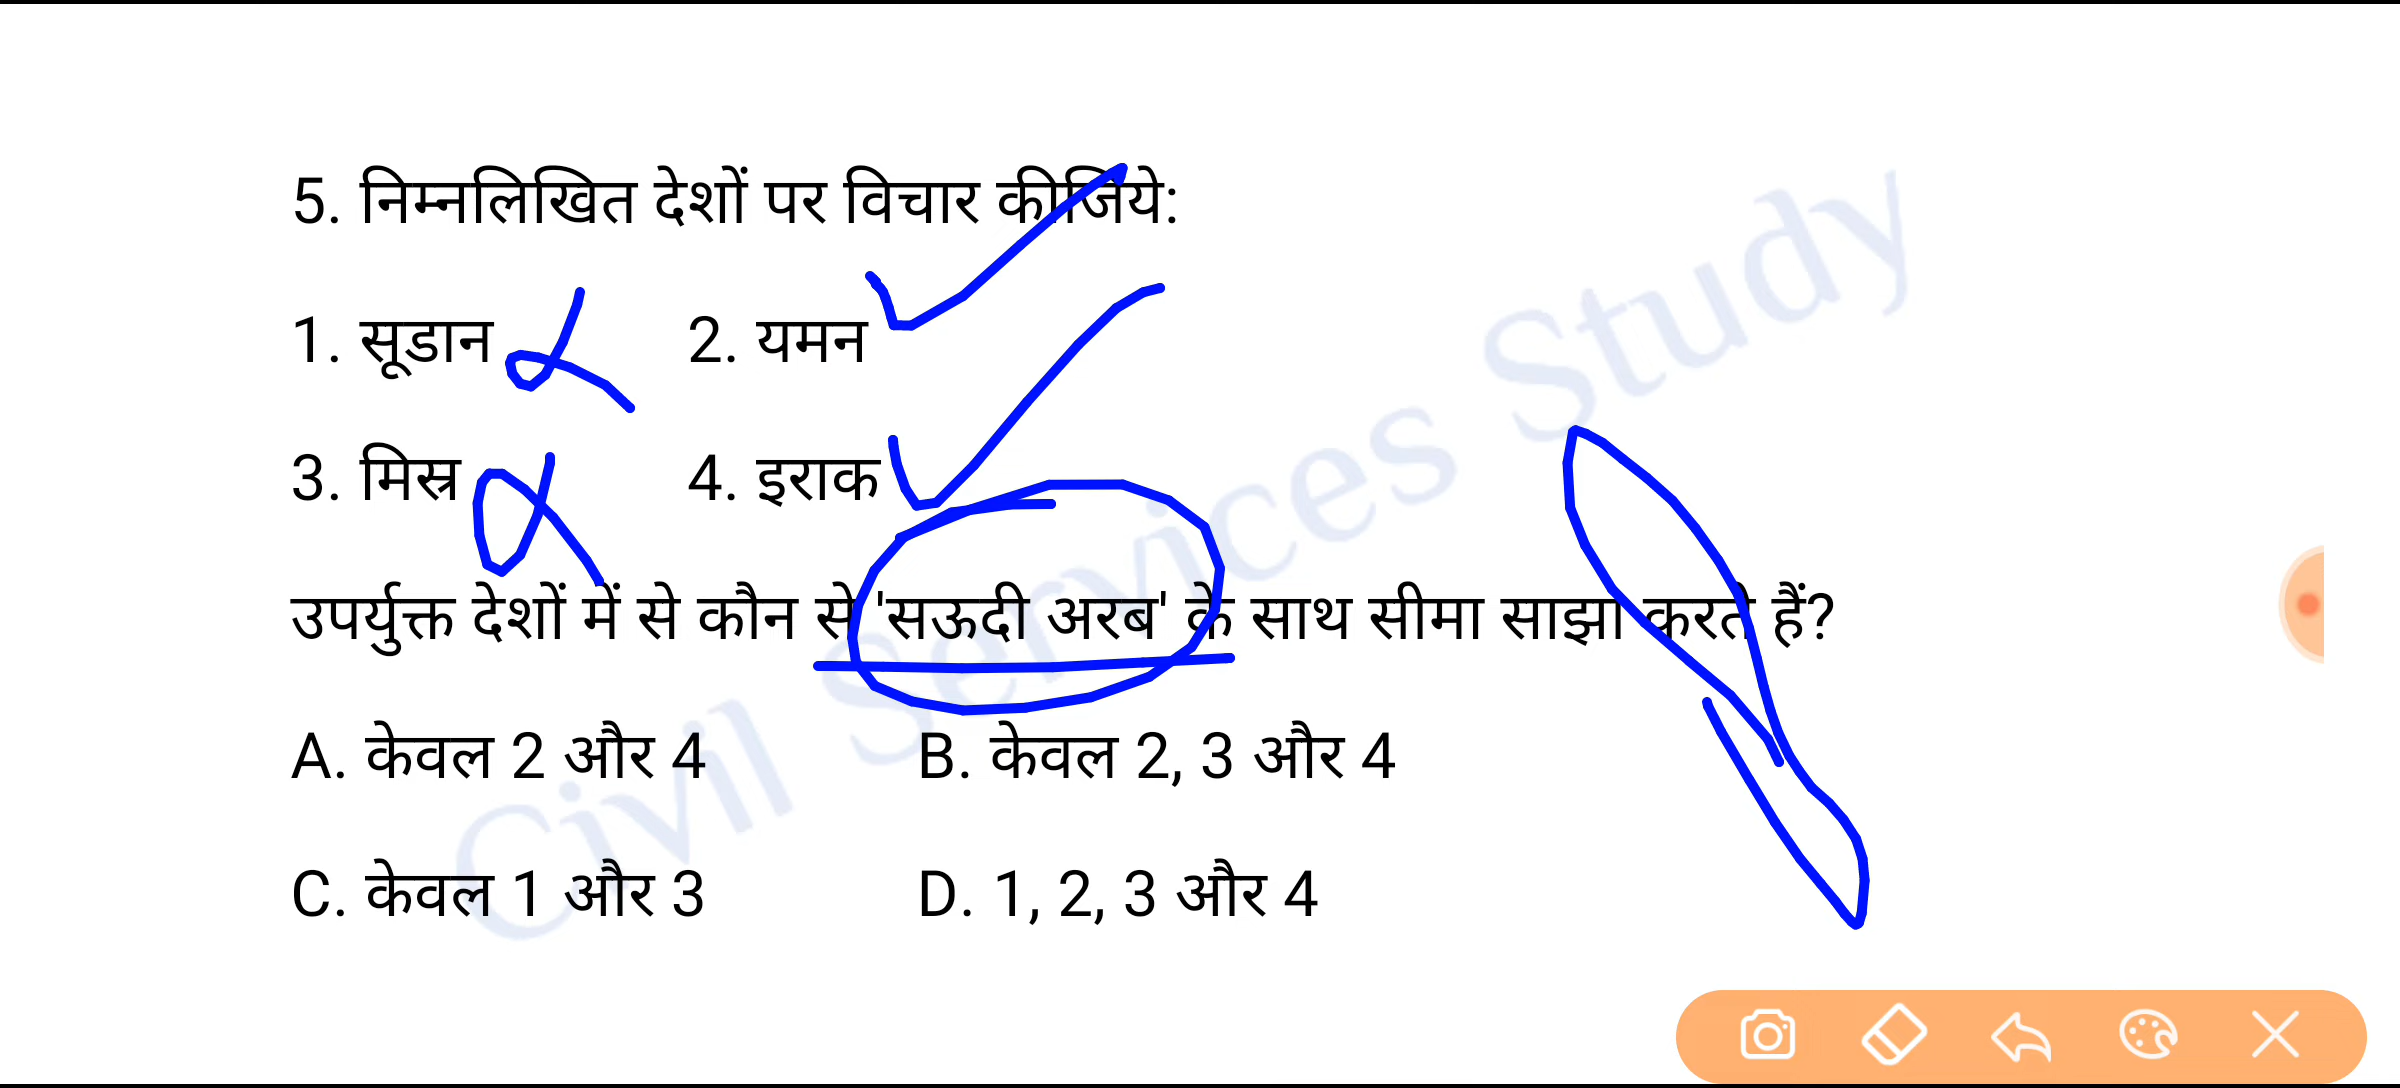 5. निम्नलिखित देशों पर विचार कीजिये:
1. सूडान 2. यमन
3. मिस्र 4. इराक
उपर्युक्त देशों में से कौन से 'सऊदी अरब' के साथ सीमा साझा करते हैं?
A. केवल 2 और 4 B. केवल 2, 3 और 4
C. केवल 1 और 3 D. 1, 2, 3 और 4
Civil Services Study